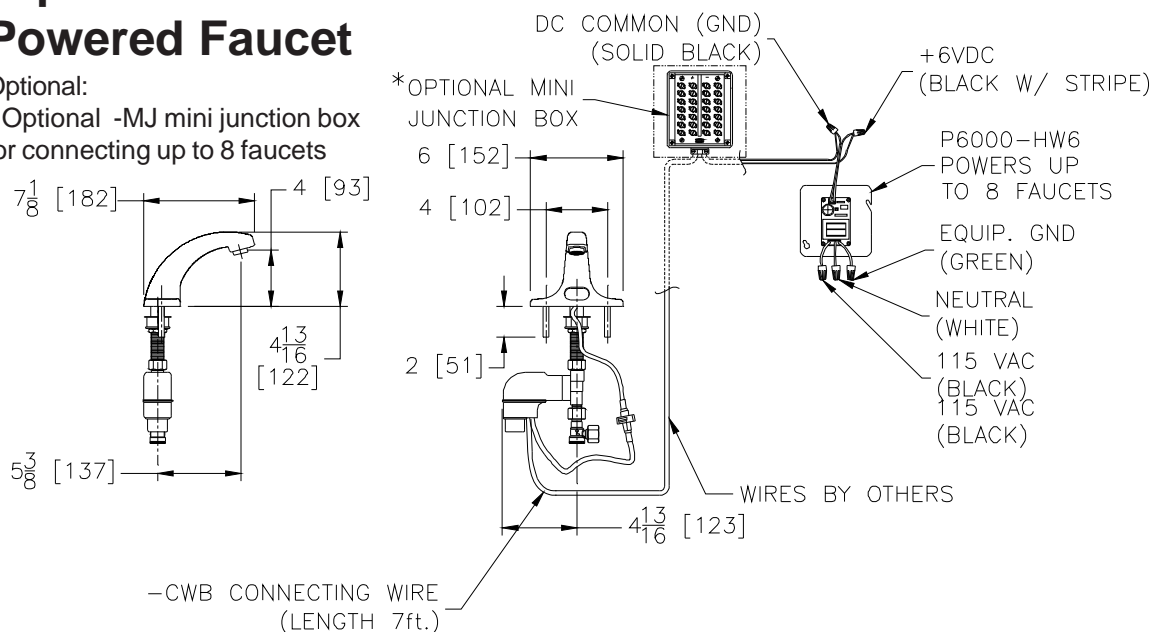 Powered Faucet
Optional:
Optional -MJ mini junction box
or connecting up to 8 faucets
DC COMMON (GND)
(SOLID BLACK)
+6VDC
(BLACK W/ STRIPE)
*OPTIONAL MINI
JUNCTION BOX
P6000-HW6
POWERS UP
TO 8 FAUCETS
EQUIP. GND
(GREEN)
NEUTRAL
(WHITE)
115 VAC
(BLACK)
115 VAC
(BLACK)
7 1/8 [182]
4 [93]
4 13/16
[122]
5 3/8 [137]
6 [152]
4 [102]
2 [51]
WIRES BY OTHERS
4 13/16 [123]
-CWB CONNECTING WIRE
(LENGTH 7ft.)